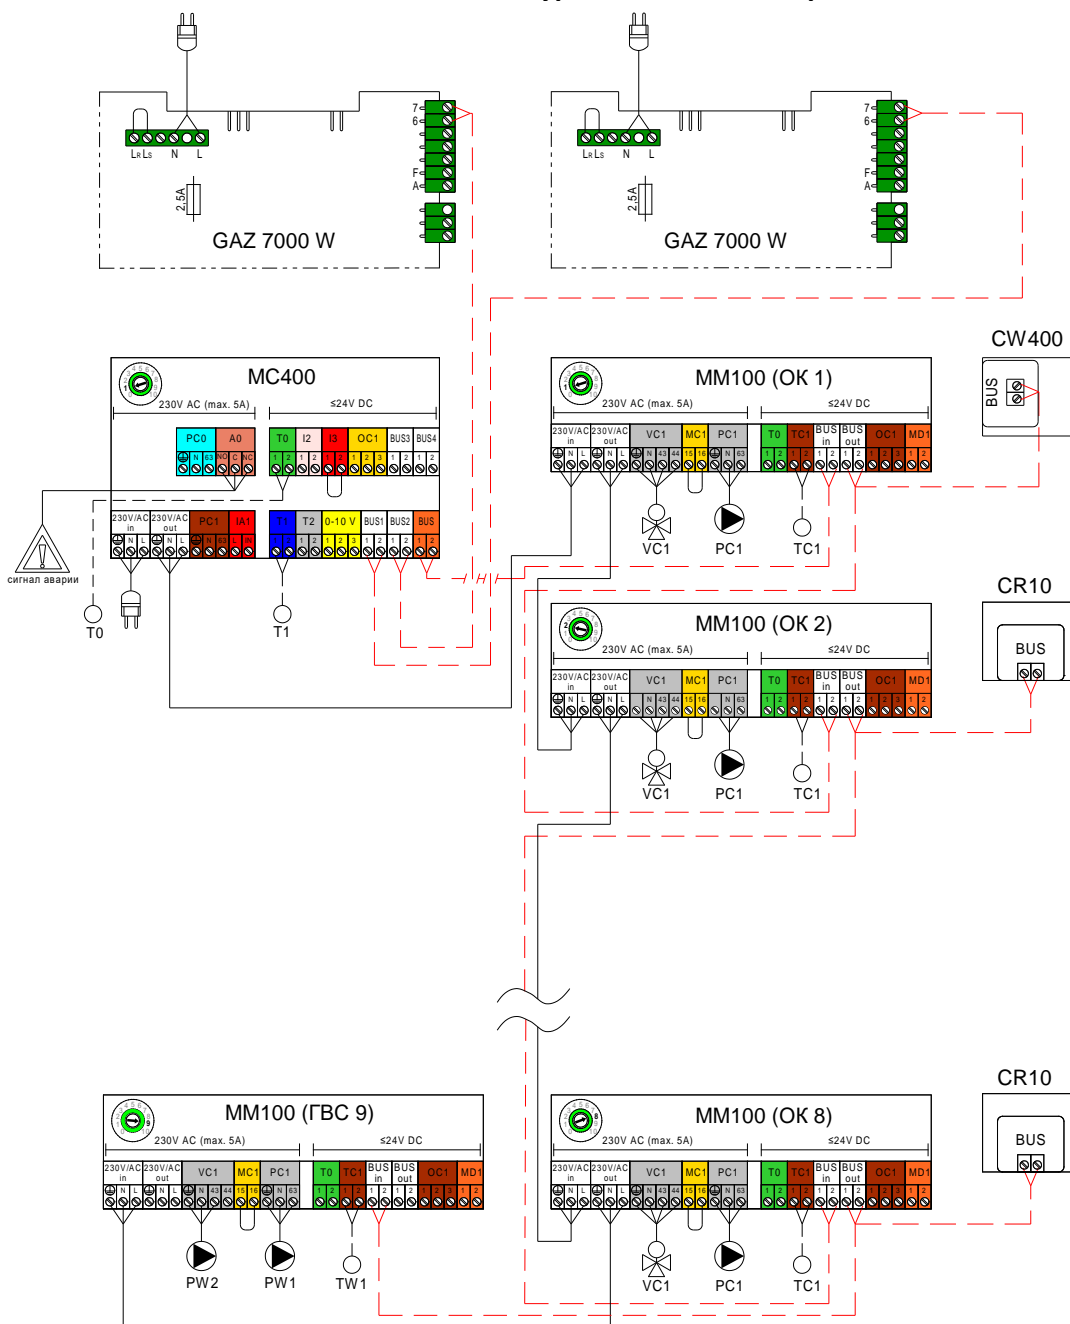 7
6
LR LS N L
F
A
2,5A
GAZ 7000 W
7
6
LR LS N L
F
A
2,5A
GAZ 7000 W
MC400
230V AC (max. 5A) ≤24V DC
PC0 A0 T0 I2 I3 OC1 BUS3 BUS4
N 63 NO C NC 1 2 1 2 1 2 1 2 3 1 2 1 2
230V/AC in 230V/AC out PC1 IA1 T1 T2 0-10 V BUS1 BUS2 BUS
N L N L N 63 L IN 1 2 1 2 1 2 3 1 2 1 2 1 2
сигнал аварии
T0
T1
MM100 (ОК 1)
230V AC (max. 5A) ≤24V DC
230V/AC in 230V/AC out VC1 MC1 PC1 T0 TC1 BUS in BUS out OC1 MD1
N L N L N 43 44 15 16 N 63 1 2 1 2 1 2 1 2 1 2 3 1 2
VC1 PC1 TC1
CW400
BUS
MM100 (ОК 2)
230V AC (max. 5A) ≤24V DC
230V/AC in 230V/AC out VC1 MC1 PC1 T0 TC1 BUS in BUS out OC1 MD1
N L N L N 43 44 15 16 N 63 1 2 1 2 1 2 1 2 1 2 3 1 2
VC1 PC1 TC1
CR10
BUS
MM100 (ГВС 9)
230V AC (max. 5A) ≤24V DC
230V/AC in 230V/AC out VC1 MC1 PC1 T0 TC1 BUS in BUS out OC1 MD1
N L N L N 43 44 15 16 N 63 1 2 1 2 1 2 1 2 1 2 3 1 2
PW2 PW1 TW1
MM100 (ОК 8)
230V AC (max. 5A) ≤24V DC
230V/AC in 230V/AC out VC1 MC1 PC1 T0 TC1 BUS in BUS out OC1 MD1
N L N L N 43 44 15 16 N 63 1 2 1 2 1 2 1 2 1 2 3 1 2
VC1 PC1 TC1
CR10
BUS